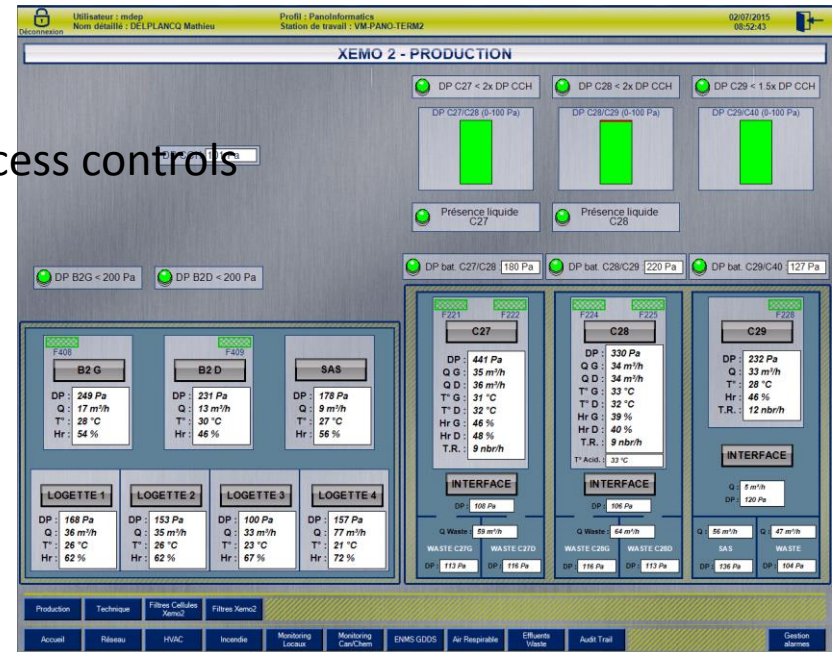 Utilisateur : mdep
Nom détaillé : DELPLANCQ Mathieu
Profil : PanoInformatics
Station de travail : VM-PANO-TERM2
02/07/2015
08:52:43
Déconnexion
XEMO 2 - PRODUCTION
DP C27 < 2x DP CCH
DP C28 < 2x DP CCH
DP C29 < 1.5x DP CCH
DP C27/C28 (0-100 Pa)
DP C28/C29 (0-100 Pa)
DP C29/C40 (0-100 Pa)
cess controls
101 Pa
Présence liquide
C27
Présence liquide
C28
DP B2G < 200 Pa
DP B2D < 200 Pa
DP bat. C27/C28 180 Pa
DP bat. C28/C29 220 Pa
DP bat. C29/C40 127 Pa
F408
B2 G
DP : 249 Pa
Q : 17 m³/h
T° : 28 °C
Hr : 54 %
F409
B2 D
DP : 231 Pa
Q : 13 m³/h
T° : 30 °C
Hr : 46 %
SAS
DP : 178 Pa
Q : 9 m³/h
T° : 27 °C
Hr : 56 %
LOGETTE 1
DP : 168 Pa
Q : 36 m³/h
T° : 26 °C
Hr : 62 %
LOGETTE 2
DP : 153 Pa
Q : 35 m³/h
T° : 26 °C
Hr : 62 %
LOGETTE 3
DP : 100 Pa
Q : 33 m³/h
T° : 23 °C
Hr : 67 %
LOGETTE 4
DP : 157 Pa
Q : 77 m³/h
T° : 21 °C
Hr : 72 %
F221 F222
C27
DP : 441 Pa
Q G : 35 m³/h
Q D : 36 m³/h
T° G : 31 °C
T° D : 32 °C
Hr G : 46 %
Hr D : 48 %
T.R. : 9 nbr/h
INTERFACE
DP : 108 Pa
Q Waste : 59 m³/h
WASTE C27G WASTE C27D
DP : 113 Pa DP : 116 Pa
F224 F225
C28
DP : 330 Pa
Q G : 34 m³/h
Q D : 34 m³/h
T° G : 33 °C
T° D : 32 °C
Hr G : 39 %
Hr D : 40 %
T.R. : 9 nbr/h
T° Acid. : 33 °C
INTERFACE
DP : 106 Pa
Q Waste : 64 m³/h
WASTE C28G WASTE C28D
DP : 116 Pa DP : 113 Pa
F228
C29
DP : 232 Pa
Q : 33 m³/h
T° : 28 °C
Hr : 46 %
T.R. : 12 nbr/h
INTERFACE
Q : 5 m³/h
DP : 120 Pa
Q : 56 m³/h Q : 47 m³/h
SAS WASTE
DP : 136 Pa DP : 104 Pa
Production Technique Filtres Cellules Xemo2 Filtres Xemo2
Accueil Réseau HVAC Incendie Monitoring Locaux Monitoring Can/Chem ENMS GDDS Air Respirable Effluents Waste Audit Trail Gestion alarmes